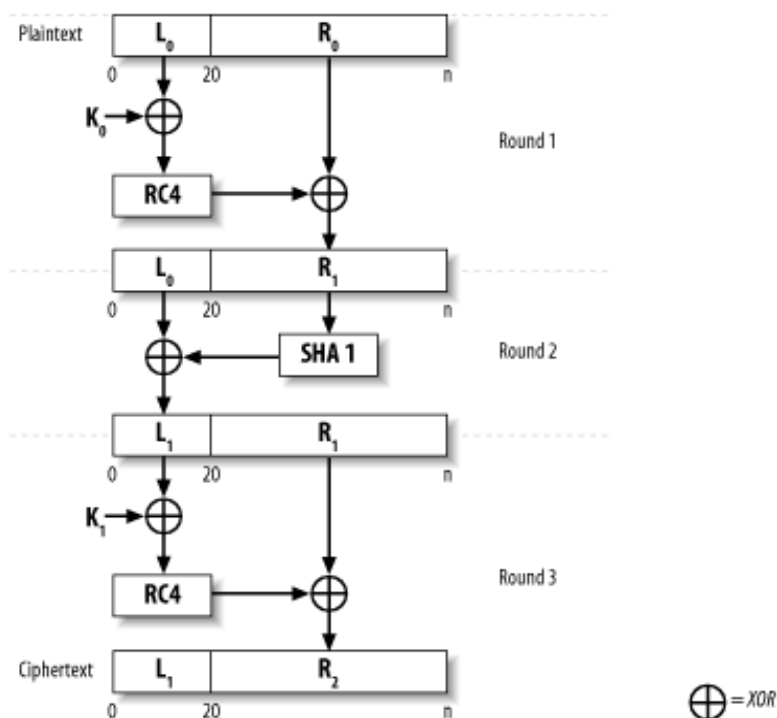 Plaintext L₀ R₀
0 20 n
K₀
Round 1
RC4
L₀ R₁
0 20 n
SHA 1 Round 2
L₁ R₁
0 20 n
K₁
RC4 Round 3
Ciphertext L₁ R₂
0 20 n
= XOR